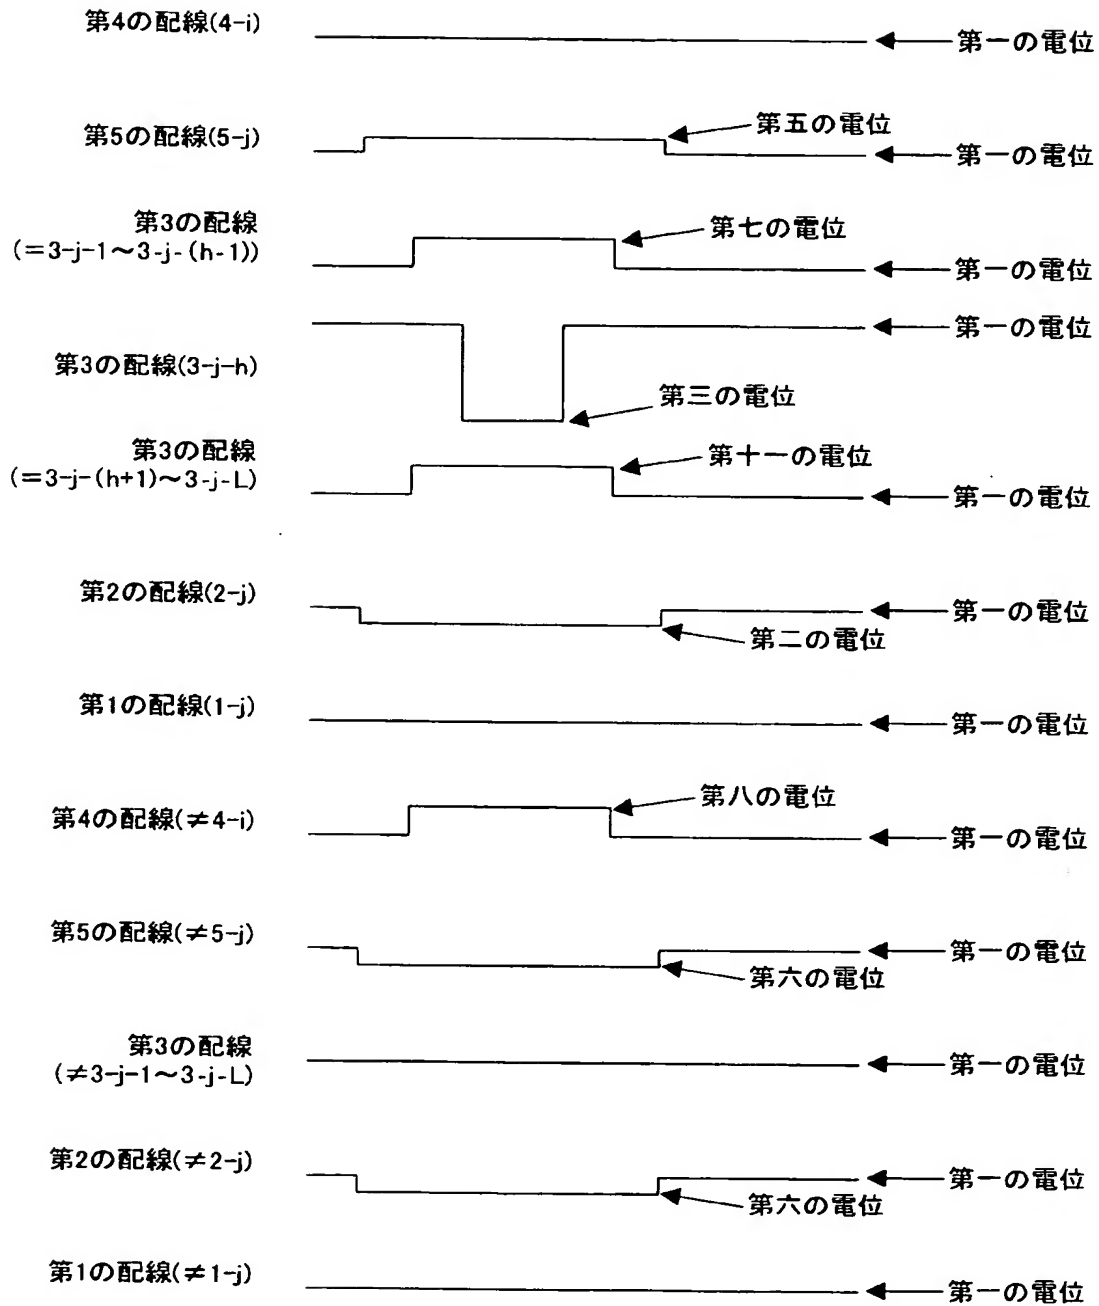 第4の配線(4-i)
第一の電位
第5の配線(5-j)
第五の電位
第一の電位
第3の配線
(=3-j-1～3-j-(h-1))
第七の電位
第一の電位
第一の電位
第3の配線(3-j-h)
第三の電位
第3の配線
(=3-j-(h+1)～3-j-L)
第十一の電位
第一の電位
第2の配線(2-j)
第一の電位
第二の電位
第1の配線(1-j)
第一の電位
第4の配線(≠4-i)
第八の電位
第一の電位
第5の配線(≠5-j)
第一の電位
第六の電位
第3の配線
(≠3-j-1～3-j-L)
第一の電位
第2の配線(≠2-j)
第一の電位
第六の電位
第1の配線(≠1-j)
第一の電位